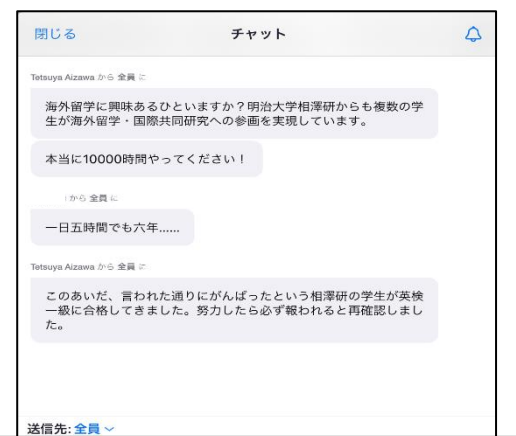 閉じる チャット
Tetsuya Aizawa から 全員 に
海外留学に興味あるひといますか？明治大学相澤研からも複数の学
生が海外留学・国際共同研究への参画を実現しています。
本当に10000時間やってください！
から 全員 に
一日五時間でも六年......
Tetsuya Aizawa から 全員 に
このあいだ、言われた通りにがんばったという相澤研の学生が英検
一級に合格してきました。努力したら必ず報われると再確認しまし
た。
送信先: 全員